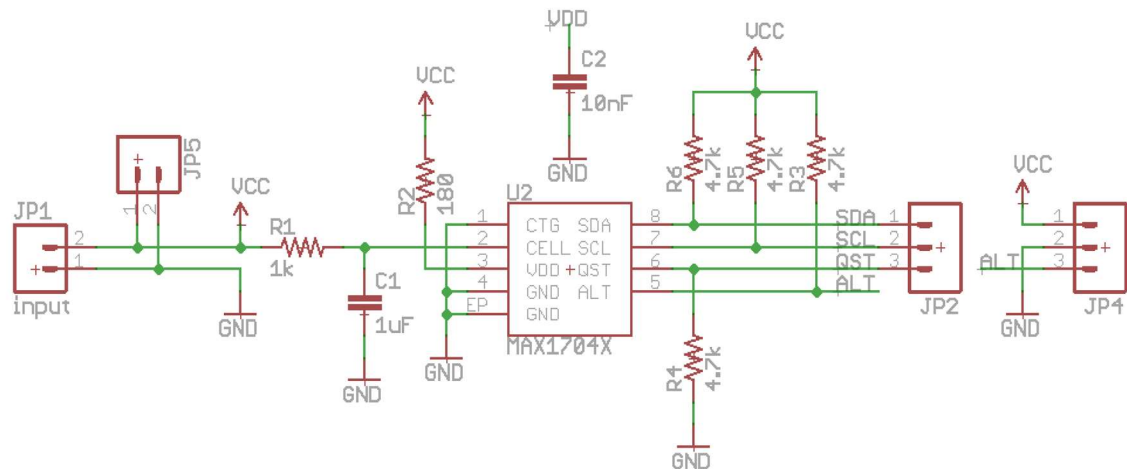 VDD
C2
10nF
GND
VCC
R6
4.7k
R5
4.7k
R3
4.7k
VCC
R2
180
JP5
1
2
VCC
JP1
2
1
input
R1
1k
GND
C1
1uF
GND
U2
1 CTG SDA 8
2 CELL SCL 7
3 VDD QST 6
4 GND ALT 5
EP GND
MAX1704X
GND
R4
4.7k
GND
SDA 1
SCL 2
QST 3
ALT
JP2
VCC
1
2
ALT 3
GND
JP4